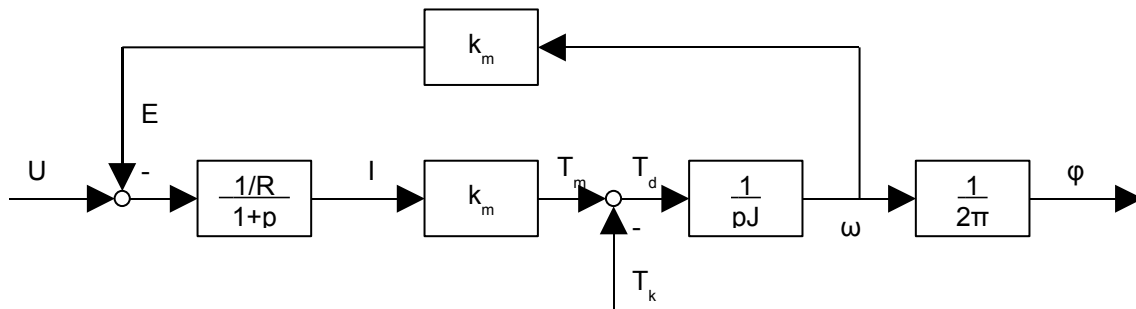 k_m
E
U
-
1/R
1+p
I
k_m
T_m
T_d
-
T_k
1
pJ
ω
1
2π
φ